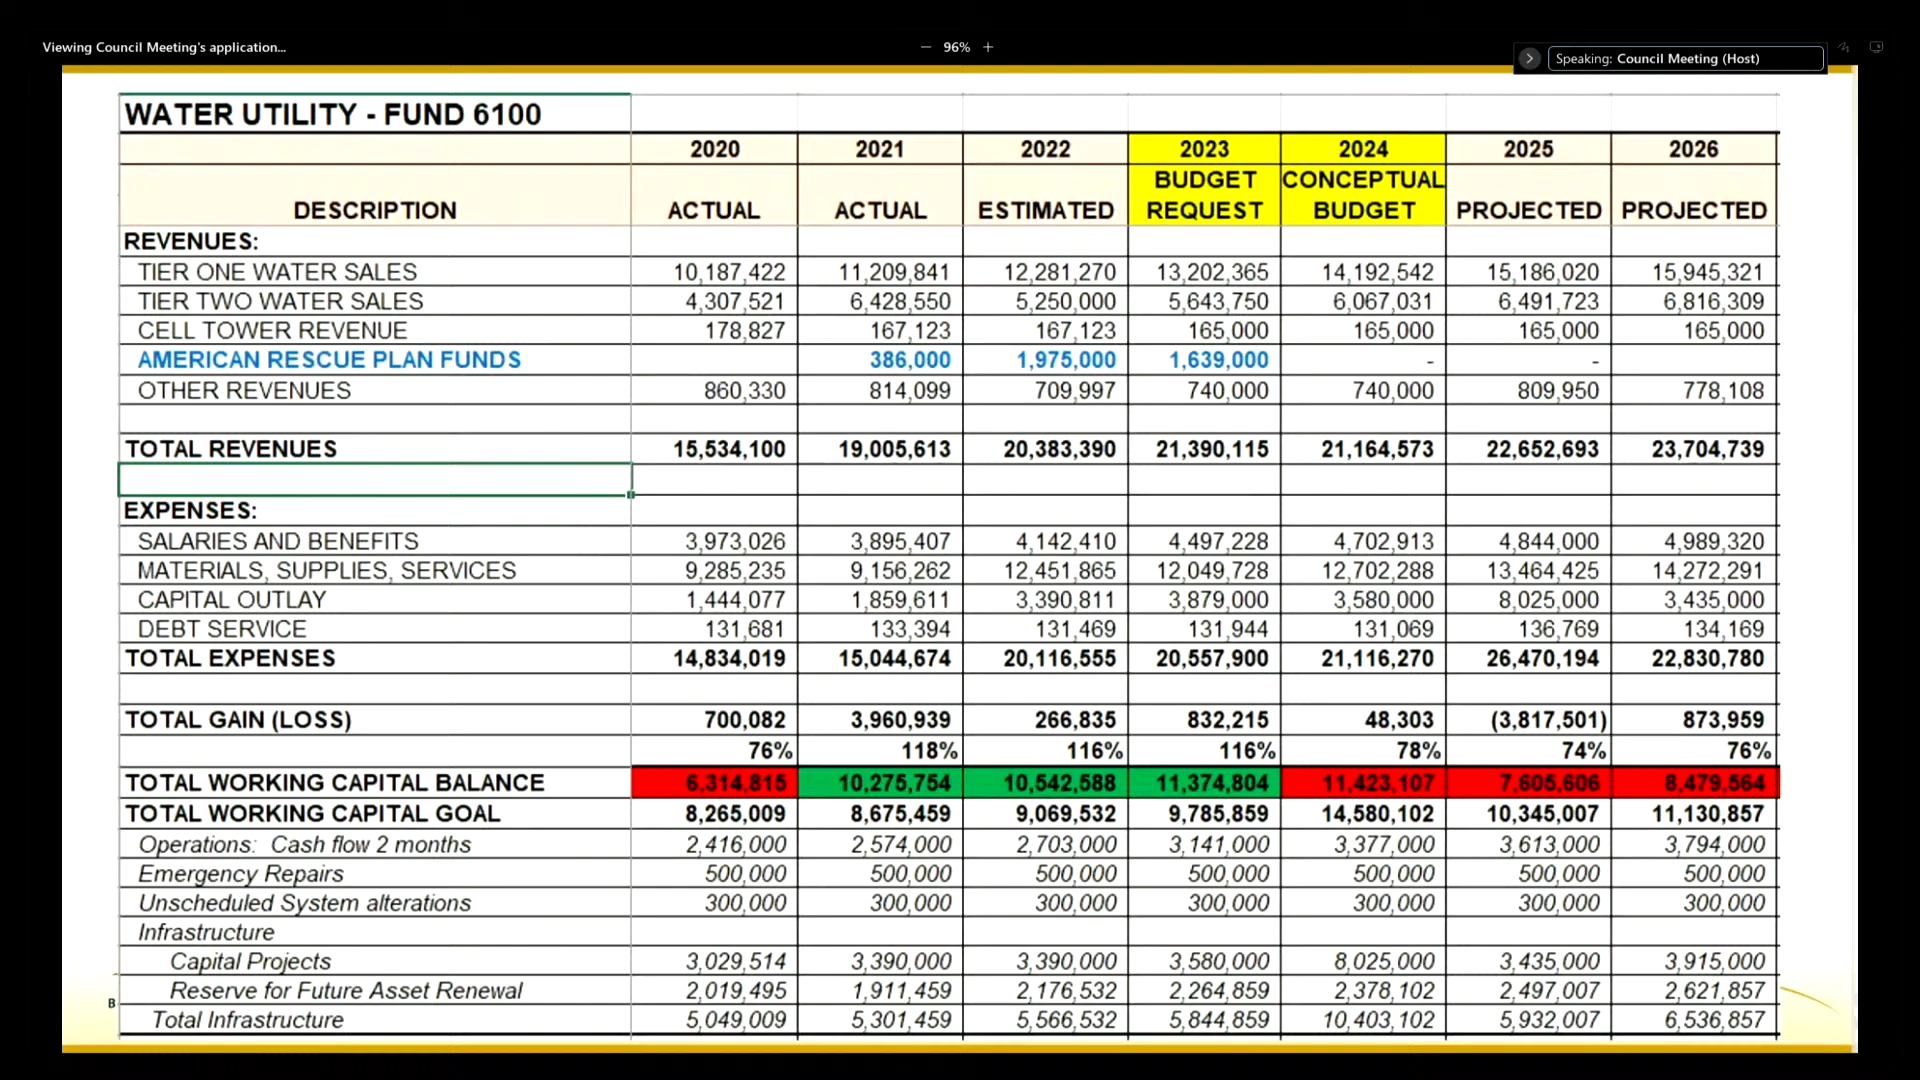 Viewing Council Meeting's application...
96%
Speaking: Council Meeting (Host)
WATER UTILITY - FUND 6100
2020 2021 2022 2023 2024 2025 2026
DESCRIPTION ACTUAL ACTUAL ESTIMATED BUDGET REQUEST CONCEPTUAL BUDGET PROJECTED PROJECTED
REVENUES:
TIER ONE WATER SALES 10,187,422 11,209,841 12,281,270 13,202,365 14,192,542 15,186,020 15,945,321
TIER TWO WATER SALES 4,307,521 6,428,550 5,250,000 5,643,750 6,067,031 6,491,723 6,816,309
CELL TOWER REVENUE 178,827 167,123 167,123 165,000 165,000 165,000 165,000
AMERICAN RESCUE PLAN FUNDS 386,000 1,975,000 1,639,000 - -
OTHER REVENUES 860,330 814,099 709,997 740,000 740,000 809,950 778,108
TOTAL REVENUES 15,534,100 19,005,613 20,383,390 21,390,115 21,164,573 22,652,693 23,704,739
EXPENSES:
SALARIES AND BENEFITS 3,973,026 3,895,407 4,142,410 4,497,228 4,702,913 4,844,000 4,989,320
MATERIALS, SUPPLIES, SERVICES 9,285,235 9,156,262 12,451,865 12,049,728 12,702,288 13,464,425 14,272,291
CAPITAL OUTLAY 1,444,077 1,859,611 3,390,811 3,879,000 3,580,000 8,025,000 3,435,000
DEBT SERVICE 131,681 133,394 131,469 131,944 131,069 136,769 134,169
TOTAL EXPENSES 14,834,019 15,044,674 20,116,555 20,557,900 21,116,270 26,470,194 22,830,780
TOTAL GAIN (LOSS) 700,082 3,960,939 266,835 832,215 48,303 (3,817,501) 873,959
76% 118% 116% 116% 78% 74% 76%
TOTAL WORKING CAPITAL BALANCE 6,314,815 10,275,754 10,542,588 11,374,804 11,423,107 7,605,606 8,479,564
TOTAL WORKING CAPITAL GOAL 8,265,009 8,675,459 9,069,532 9,785,859 14,580,102 10,345,007 11,130,857
Operations: Cash flow 2 months 2,416,000 2,574,000 2,703,000 3,141,000 3,377,000 3,613,000 3,794,000
Emergency Repairs 500,000 500,000 500,000 500,000 500,000 500,000 500,000
Unscheduled System alterations 300,000 300,000 300,000 300,000 300,000 300,000 300,000
Infrastructure
Capital Projects 3,029,514 3,390,000 3,390,000 3,580,000 8,025,000 3,435,000 3,915,000
Reserve for Future Asset Renewal 2,019,495 1,911,459 2,176,532 2,264,859 2,378,102 2,497,007 2,621,857
B
Total Infrastructure 5,049,009 5,301,459 5,566,532 5,844,859 10,403,102 5,932,007 6,536,857